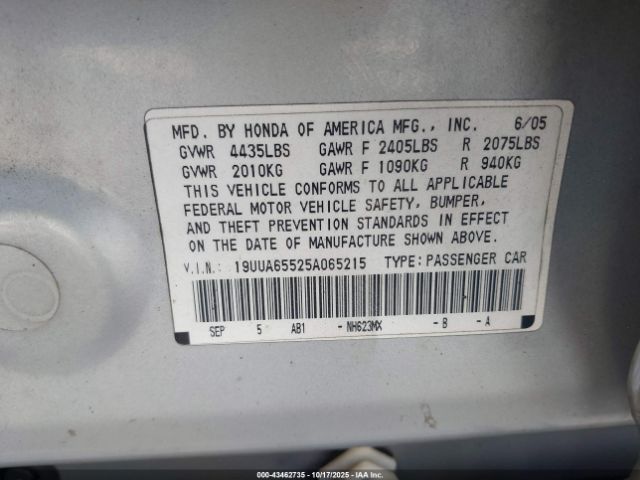 MFD. BY HONDA OF AMERICA MFG., INC. 6/05
GVWR 4435LBS GAWR F 2405LBS R 2075LBS
GVWR 2010KG GAWR F 1090KG R 940KG
THIS VEHICLE CONFORMS TO ALL APPLICABLE
FEDERAL MOTOR VEHICLE SAFETY, BUMPER,
AND THEFT PREVENTION STANDARDS IN EFFECT
ON THE DATE OF MANUFACTURE SHOWN ABOVE.
V.I.N.: 19UUA65525A065215 TYPE: PASSENGER CAR
SEP 5 AB1 - NH623MX - B - A
000-43462735 - 10/17/2025 - IAAI.COM